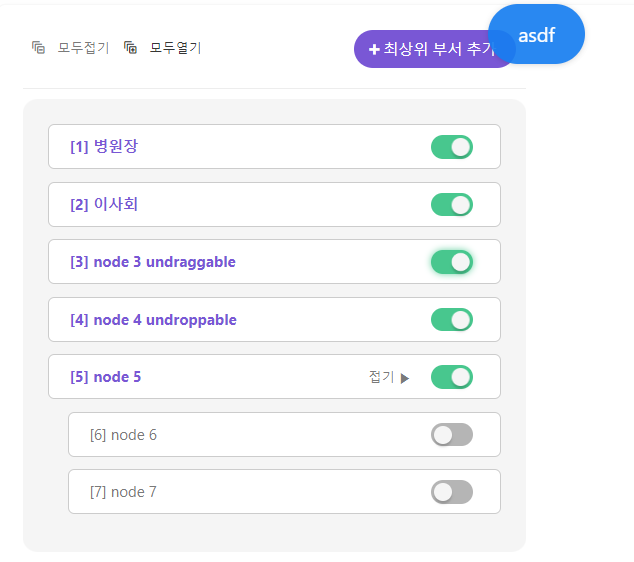 모두접기 모두열기 +최상위 부서 추가 asdf
[1] 병원장
[2] 이사회
[3] node 3 undraggable
[4] node 4 undroppable
[5] node 5 접기 ▶
[6] node 6
[7] node 7